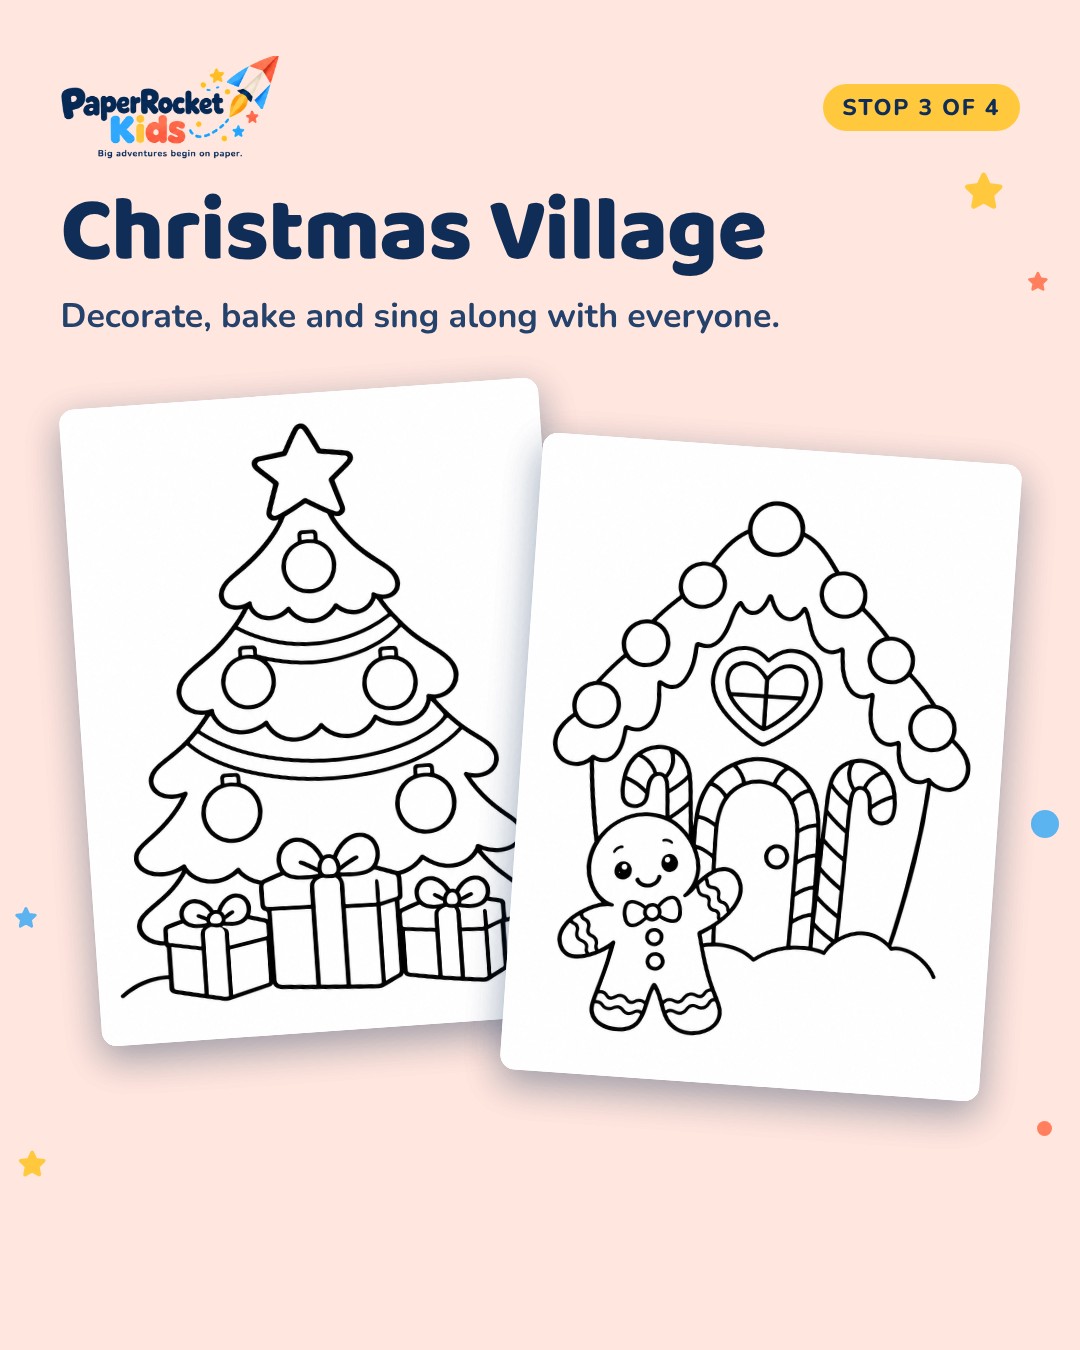 PaperRocket
Kids
Big adventures begin on paper.
STOP 3 OF 4
Christmas Village
Decorate, bake and sing along with everyone.